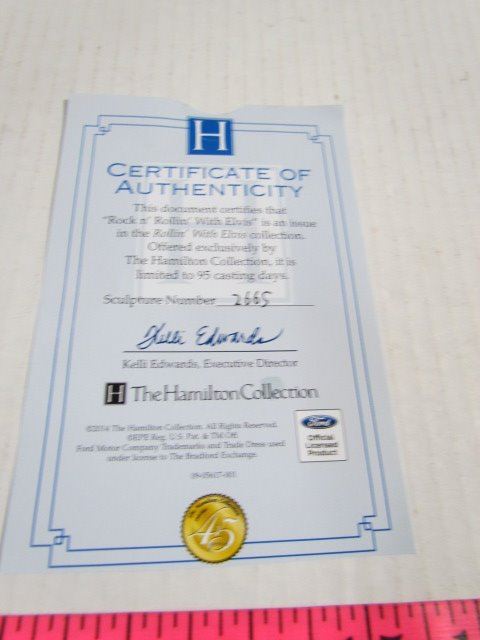 H
CERTIFICATE OF
AUTHENTICITY
This document certifies that
"Rock n' Rollin' With Elvis" is an issue
in the Rollin' With Elvis collection.
Offered exclusively by
The Hamilton Collection, it is
limited to 95 casting days.
Sculpture Number 2665
Kelli Edwards
Kelli Edwards, Executive Director
H The Hamilton Collection
©2014 The Hamilton Collection. All Rights Reserved.
®EPE Reg. U.S. Pat. & TM Off.
Ford Motor Company Trademarks and Trade Dress used
under license to The Bradford Exchange.
Ford
Official
Licensed
Product
45